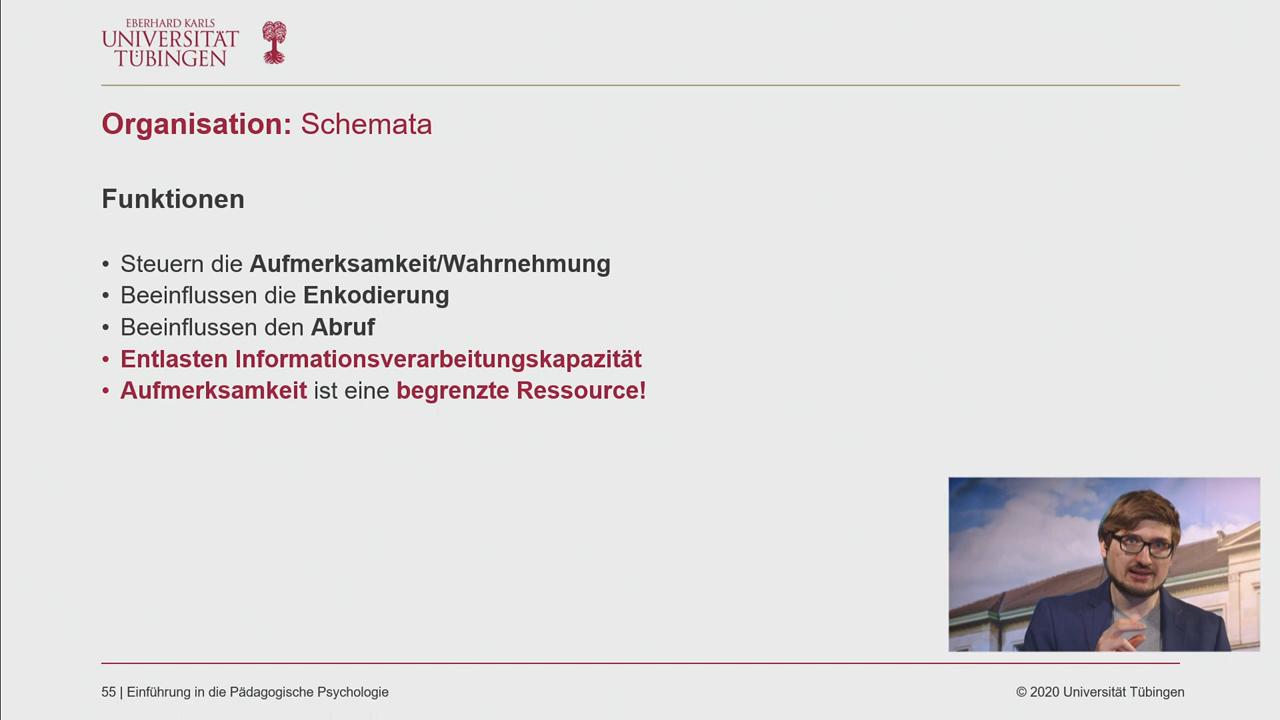 EBERHARD KARLS
UNIVERSITÄT
TÜBINGEN
Organisation: Schemata
Funktionen
• Steuern die Aufmerksamkeit/Wahrnehmung
• Beeinflussen die Enkodierung
• Beeinflussen den Abruf
• Entlasten Informationsverarbeitungskapazität
• Aufmerksamkeit ist eine begrenzte Ressource!
55 | Einführung in die Pädagogische Psychologie
© 2020 Universität Tübingen